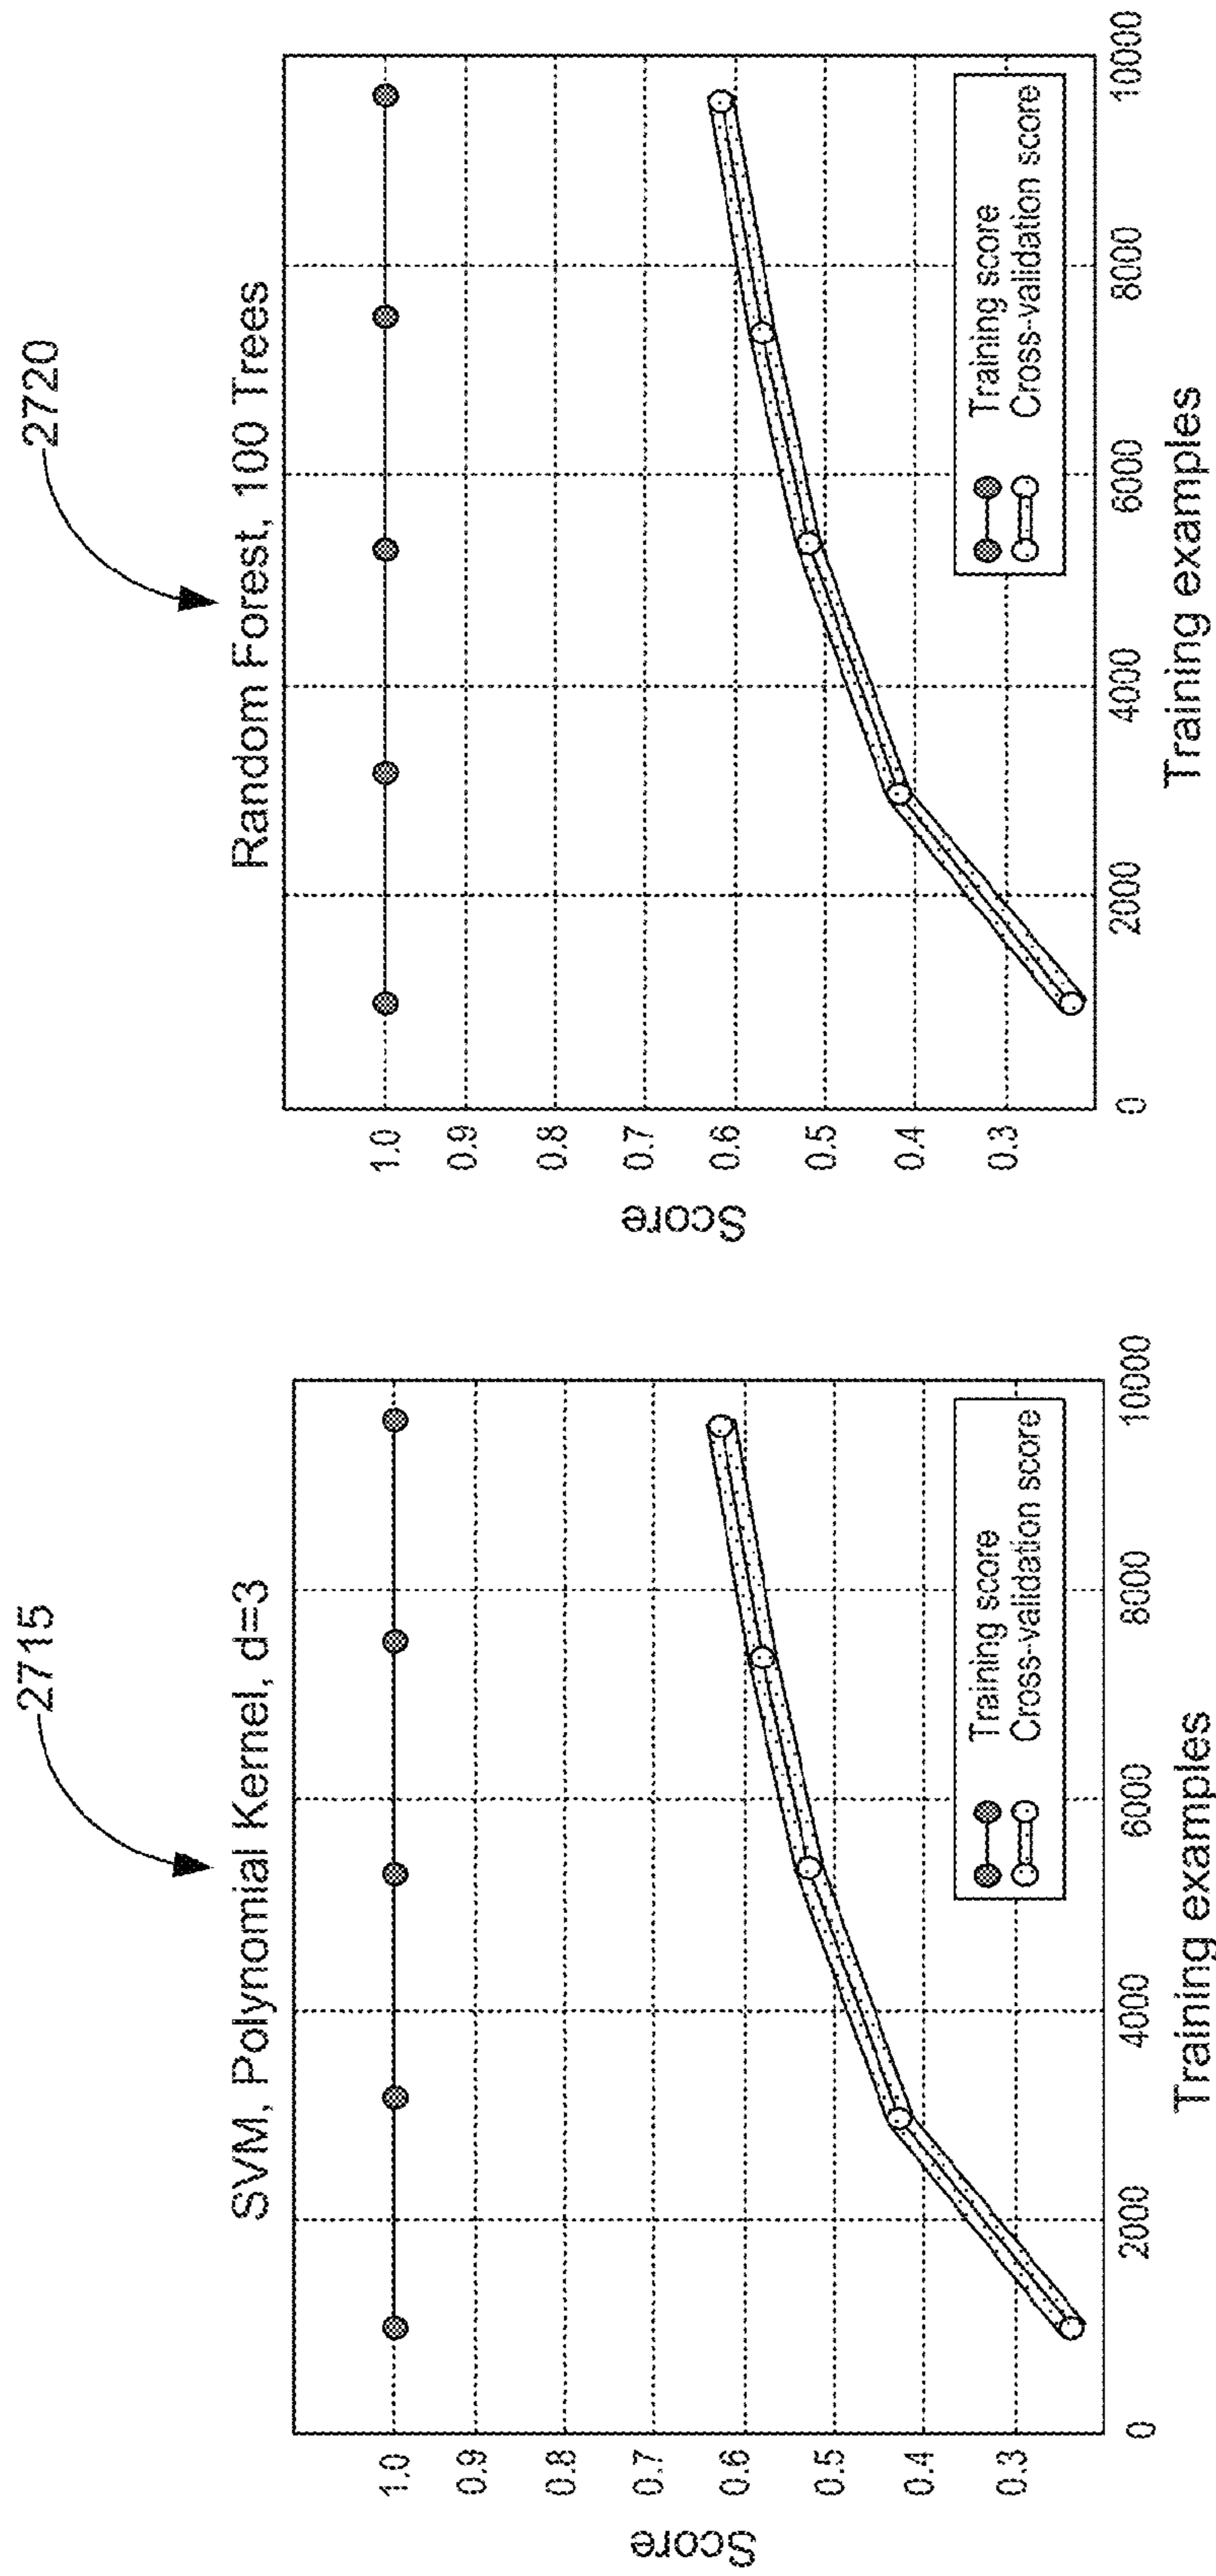 2715
SVM, Polynomial Kernel, d=3
Score
1.0
0.9
0.8
0.7
0.6
0.5
0.4
0.3
Training score
Cross-validation score
0 2000 4000 6000 8000 10000
Training examples
2720
Random Forest, 100 Trees
Score
1.0
0.9
0.8
0.7
0.6
0.5
0.4
0.3
Training score
Cross-validation score
0 2000 4000 6000 8000 10000
Training examples